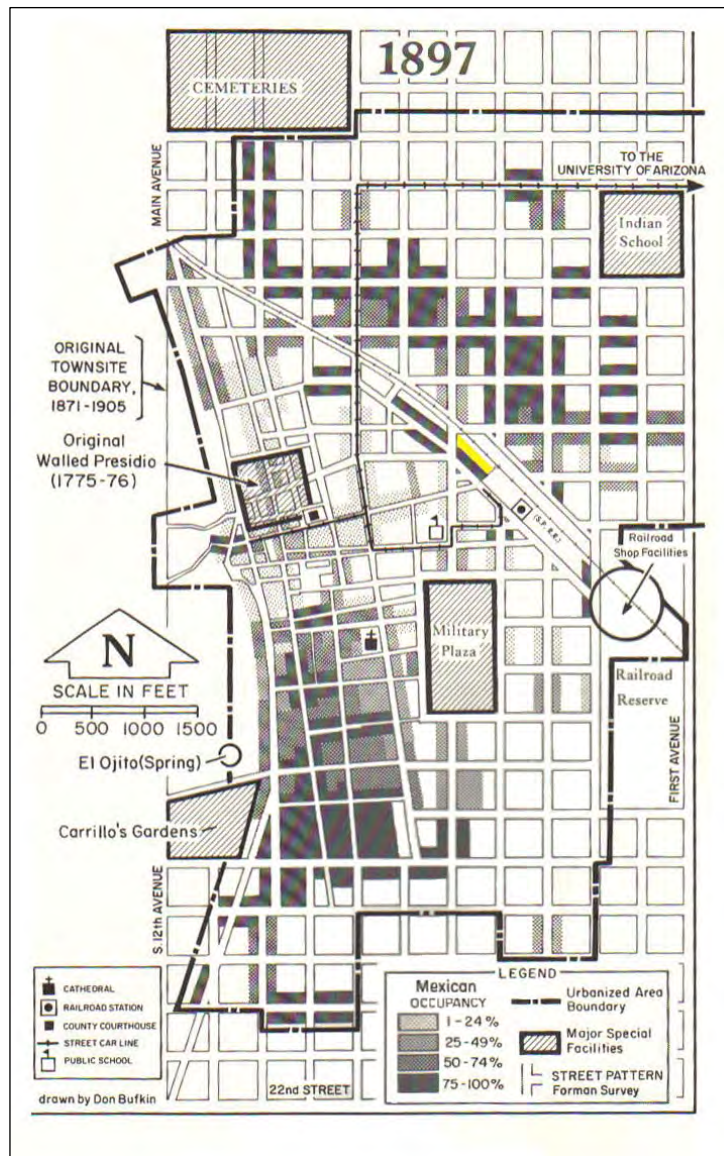 1897
CEMETERIES
MAIN AVENUE
TO THE
UNIVERSITY OF ARIZONA
Indian
School
ORIGINAL
TOWNSITE
BOUNDARY,
1871-1905
Original
Walled Presidio
(1775-76)
(S.P. R.R.)
Railroad
Shop Facilities
Military
Plaza
N
SCALE IN FEET
0 500 1000 1500
Railroad
Reserve
FIRST AVENUE
El Ojito(Spring)
Carrillo's Gardens
S. 12th AVENUE
CATHEDRAL
RAILROAD STATION
COUNTY COURTHOUSE
STREET CAR LINE
PUBLIC SCHOOL
drawn by Don Bufkin
22nd STREET
LEGEND
Mexican
OCCUPANCY
1-24%
25-49%
50-74%
75-100%
Urbanized Area
Boundary
Major Special
Facilities
STREET PATTERN
Forman Survey